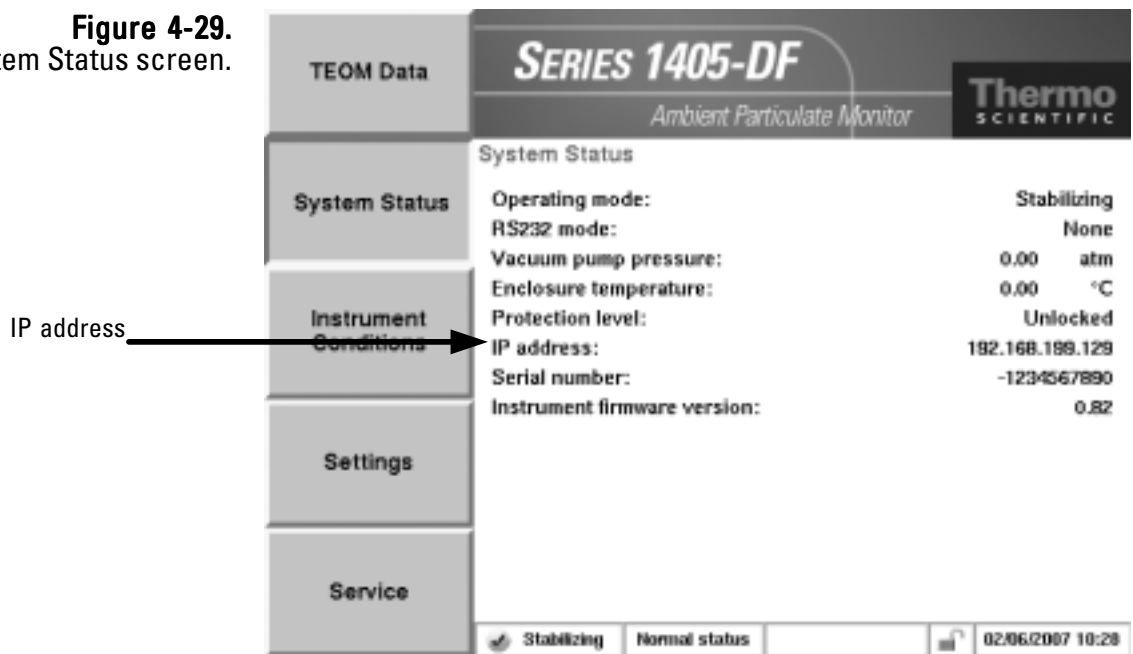 Figure 4-29.
tem Status screen.
IP address
TEOM Data
System Status
Instrument
Conditions
Settings
Service
SERIES 1405-DF
Ambient Particulate Monitor
Thermo
SCIENTIFIC
System Status
Operating mode: Stabilizing
RS232 mode: None
Vacuum pump pressure: 0.00 atm
Enclosure temperature: 0.00 °C
Protection level: Unlocked
IP address: 192.168.199.129
Serial number: -1234567890
Instrument firmware version: 0.82
Stabilizing Normal status 02/06/2007 10:28